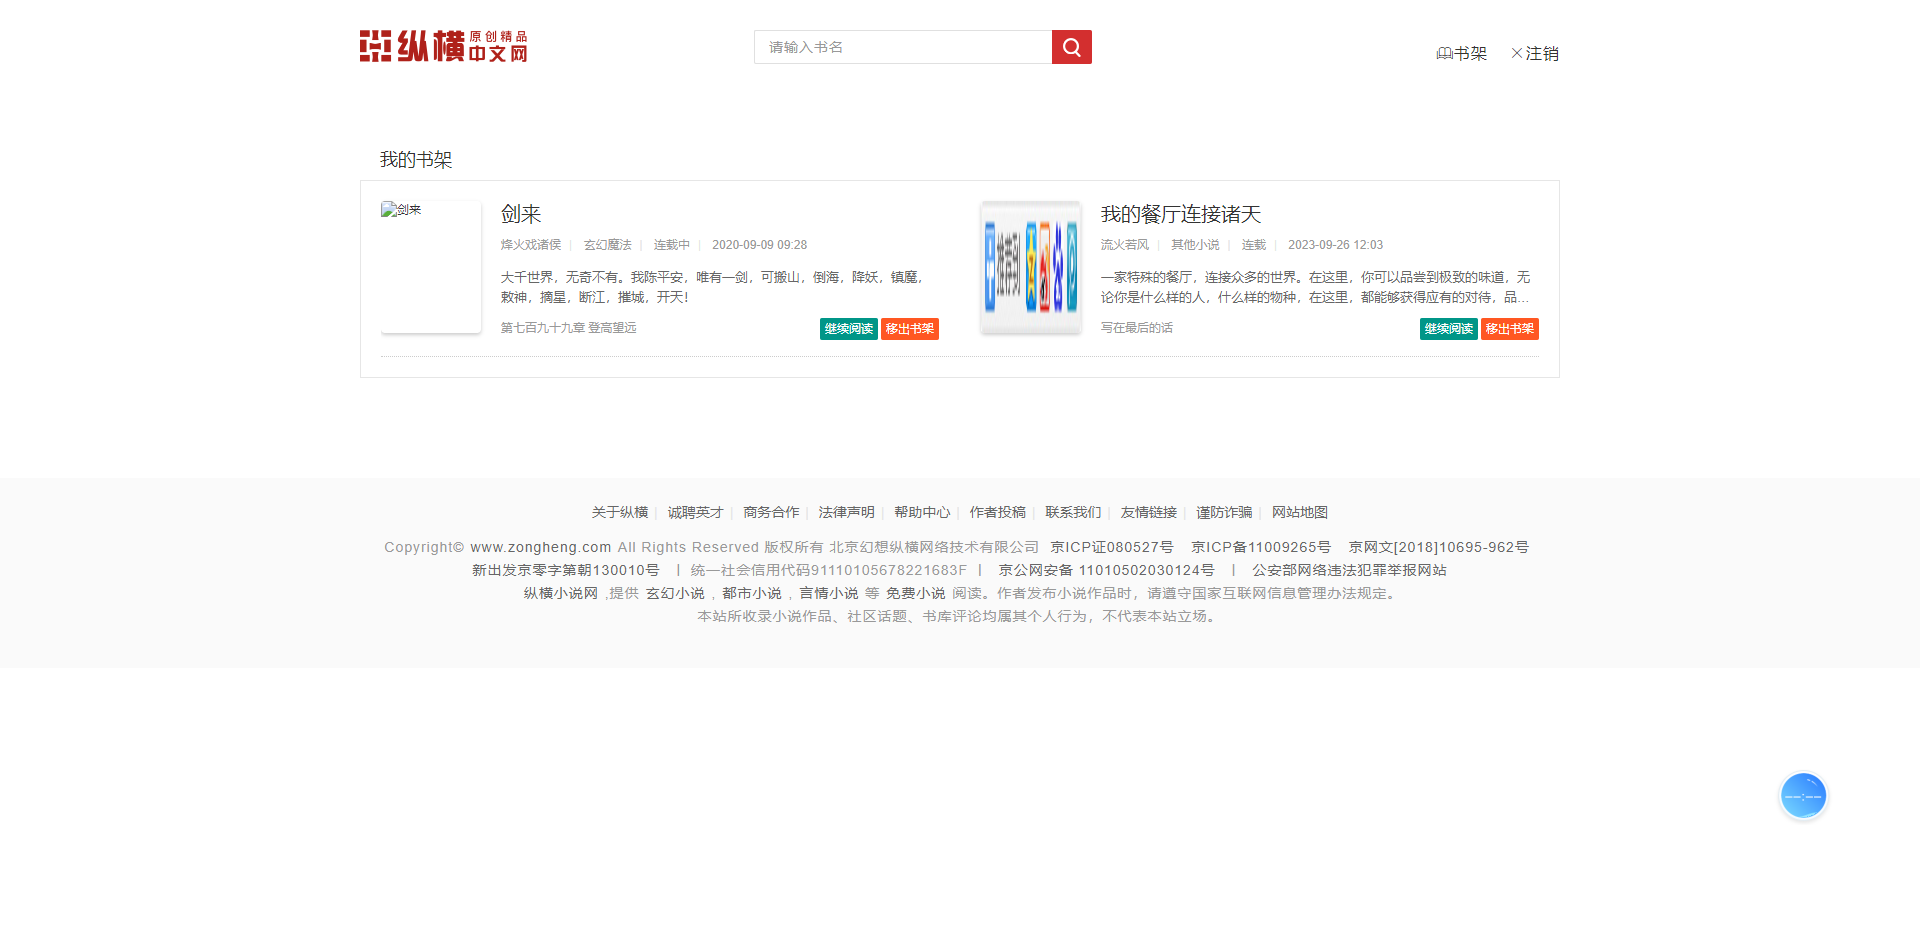 纵横 原创精品 中文网
请输入书名
书架 注销
我的书架
剑来
剑来
烽火戏诸侯 | 玄幻魔法 | 连载中 | 2020-09-09 09:28
大千世界，无奇不有。我陈平安，唯有一剑，可搬山，倒海，降妖，镇魔，
敕神，摘星，断江，摧城，开天！
第七百九十九章 登高望远
继续阅读 移出书架
推荐到
我的餐厅连接诸天
流火若风 | 其他小说 | 连载 | 2023-09-26 12:03
一家特殊的餐厅，连接众多的世界。在这里，你可以品尝到极致的味道，无
论你是什么样的人，什么样的物种，在这里，都能够获得应有的对待，品...
写在最后的话
继续阅读 移出书架
关于纵横 | 诚聘英才 | 商务合作 | 法律声明 | 帮助中心 | 作者投稿 | 联系我们 | 友情链接 | 谨防诈骗 | 网站地图
Copyright© www.zongheng.com All Rights Reserved 版权所有 北京幻想纵横网络技术有限公司 京ICP证080527号 京ICP备11009265号 京网文[2018]10695-962号
新出发京零字第朝130010号 | 统一社会信用代码91110105678221683F | 京公网安备 11010502030124号 | 公安部网络违法犯罪举报网站
纵横小说网 ,提供 玄幻小说 , 都市小说 , 言情小说 等 免费小说 阅读。作者发布小说作品时，请遵守国家互联网信息管理办法规定。
本站所收录小说作品、社区话题、书库评论均属其个人行为，不代表本站立场。
--:--